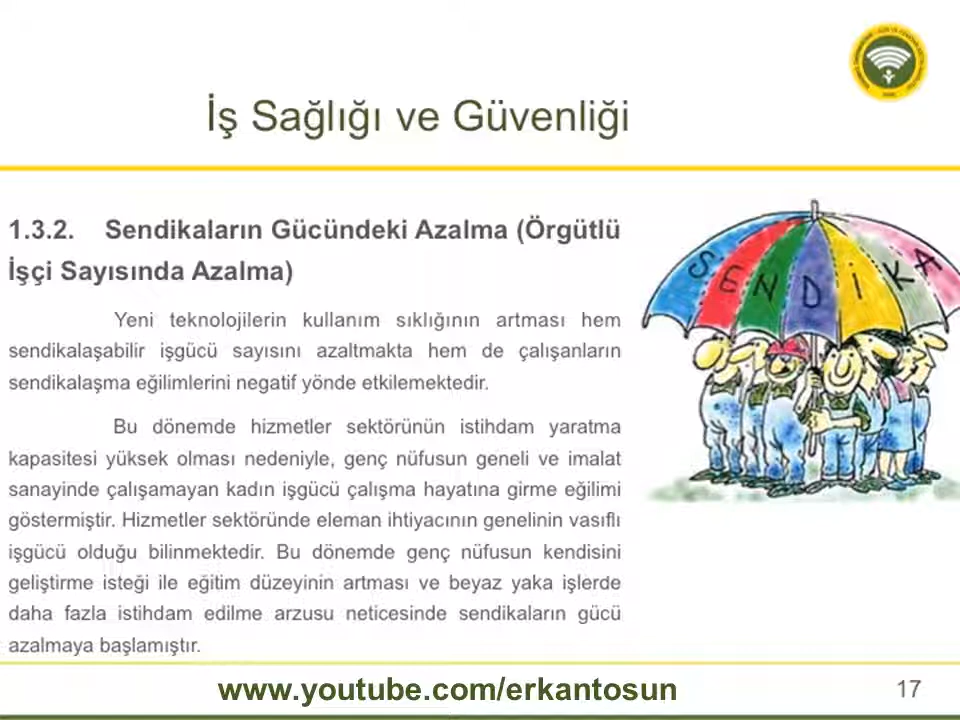 İş Sağlığı ve Güvenliği
1.3.2. Sendikaların Gücündeki Azalma (Örgütlü
İşçi Sayısında Azalma)
Yeni teknolojilerin kullanım sıklığının artması hem
sendikalaşabilir işgücü sayısını azaltmakta hem de çalışanların
sendikalaşma eğilimlerini negatif yönde etkilemektedir.
Bu dönemde hizmetler sektörünün istihdam yaratma
kapasitesi yüksek olması nedeniyle, genç nüfusun geneli ve imalat
sanayinde çalışamayan kadın işgücü çalışma hayatına girme eğilimi
göstermiştir. Hizmetler sektöründe eleman ihtiyacının genelinin vasıflı
işgücü olduğu bilinmektedir. Bu dönemde genç nüfusun kendisini
geliştirme isteği ile eğitim düzeyinin artması ve beyaz yaka işlerde
daha fazla istihdam edilme arzusu neticesinde sendikaların gücü
azalmaya başlamıştır.
SENDİKA
www.youtube.com/erkantosun
17